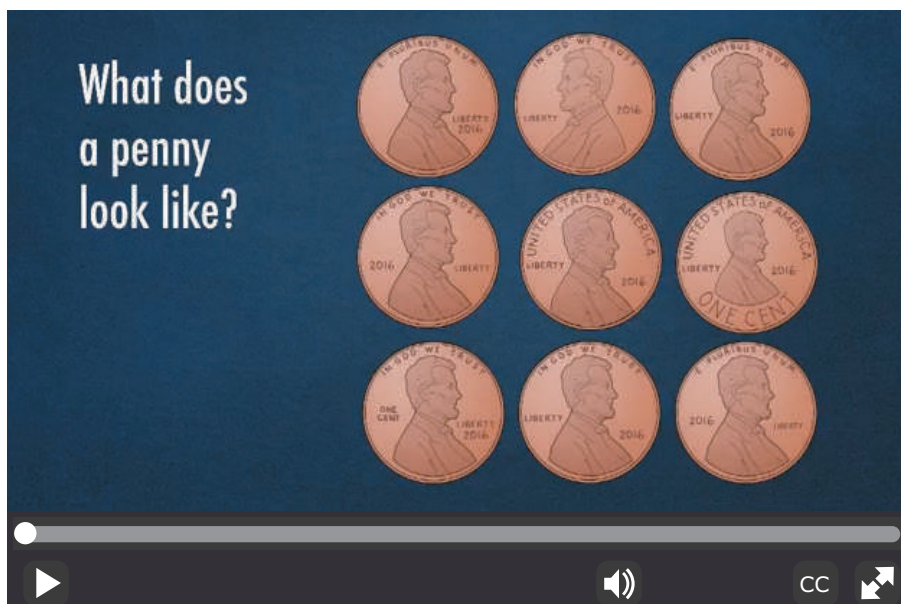 What does
a penny
look like?
E PLURIBUS UNUM
LIBERTY
2016
IN GOD WE TRUST
LIBERTY
2016
E PLURIBUS UNUM
LIBERTY
2016
IN GOD WE TRUST
2016
LIBERTY
UNITED STATES of AMERICA
LIBERTY
2016
UNITED STATES of AMERICA
LIBERTY
2016
ONE CENT
IN GOD WE TRUST
ONE
CENT
LIBERTY
2016
IN GOD WE TRUST
LIBERTY
2016
E PLURIBUS UNUM
2016
LIBERTY
CC